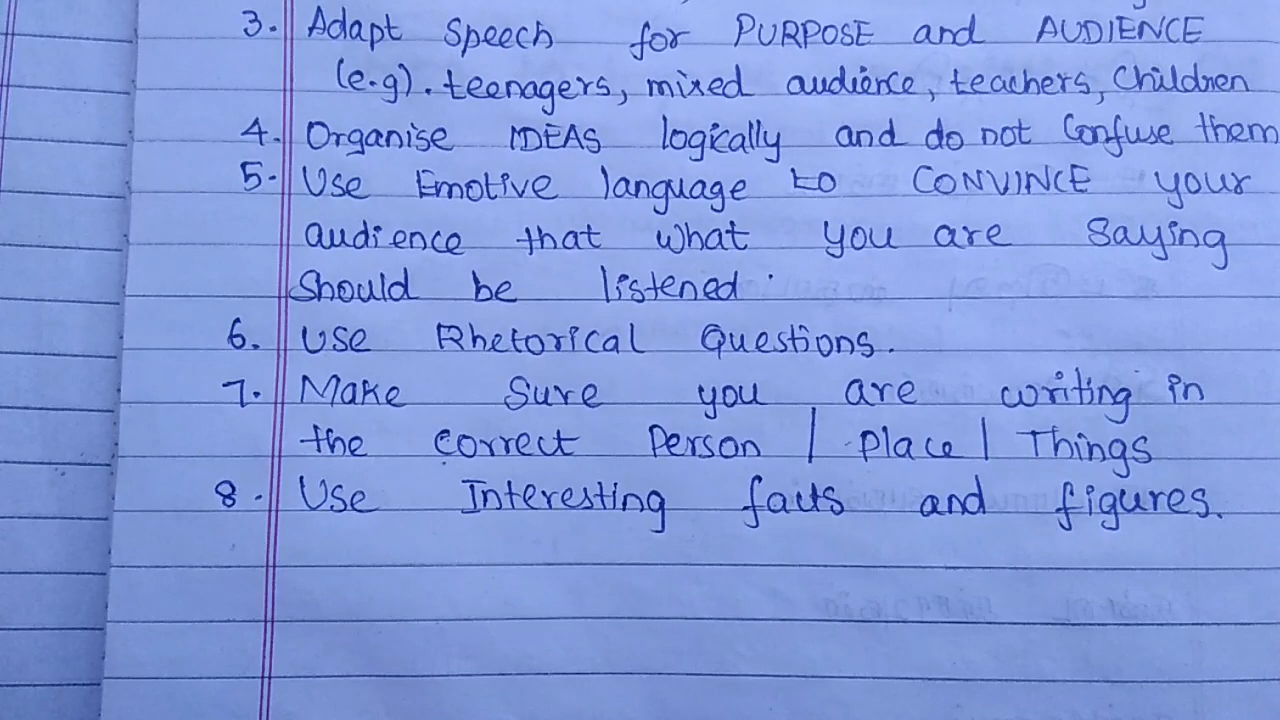 3. Adapt Speech for PURPOSE and AUDIENCE
(e.g). teenagers, mixed audience, teachers, Children
4. Organise IDEAS logically and do not Confuse them
5. Use Emotive language to CONVINCE your
audience that what you are Saying
Should be listened.
6. Use Rhetorical Questions.
7. Make Sure you are writing in
the correct Person | Place | Things
8. Use Interesting facts and figures.